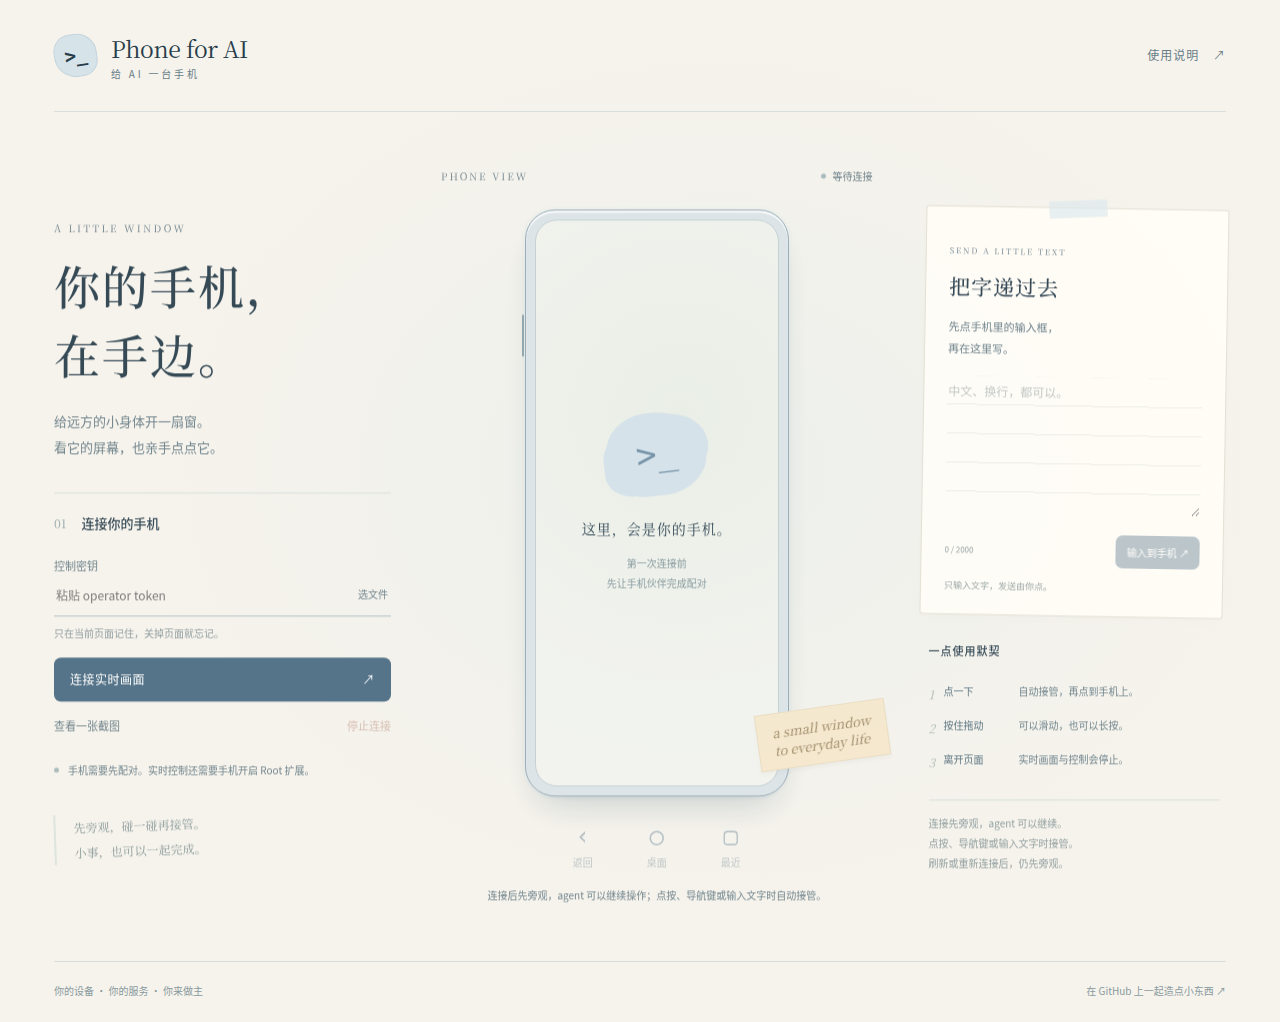 >_
Phone for AI
给 AI 一台手机
使用说明 ↗
PHONE VIEW
等待连接
A LITTLE WINDOW
你的手机，
在手边。
给远方的小身体开一扇窗。
看它的屏幕，也亲手点点它。
01 连接你的手机
控制密钥
粘贴 operator token
选文件
只在当前页面记住，关掉页面就忘记。
连接实时画面 ↗
查看一张截图
停止连接
手机需要先配对。实时控制还需要手机开启 Root 扩展。
先旁观，碰一碰再接管。
小事，也可以一起完成。
>_
这里，会是你的手机。
第一次连接前
先让手机伙伴完成配对
a small window
to everyday life
返回
桌面
最近
连接后先旁观，agent 可以继续操作；点按、导航键或输入文字时自动接管。
SEND A LITTLE TEXT
把字递过去
先点手机里的输入框，
再在这里写。
中文、换行，都可以。
0 / 2000
输入到手机 ↗
只输入文字，发送由你点。
一点使用默契
1 点一下 自动接管，再点到手机上。
2 按住拖动 可以滑动，也可以长按。
3 离开页面 实时画面与控制会停止。
连接先旁观，agent 可以继续。
点按、导航键或输入文字时接管。
刷新或重新连接后，仍先旁观。
你的设备 · 你的服务 · 你来做主
在 GitHub 上一起造点小东西 ↗